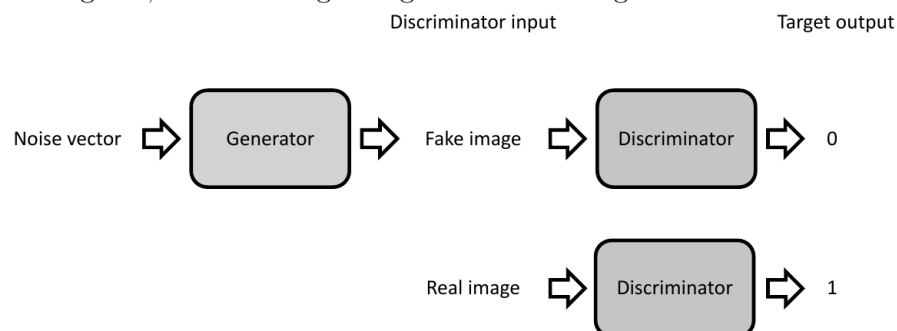 Discriminator input Target output
Noise vector Generator Fake image Discriminator 0
Real image Discriminator 1